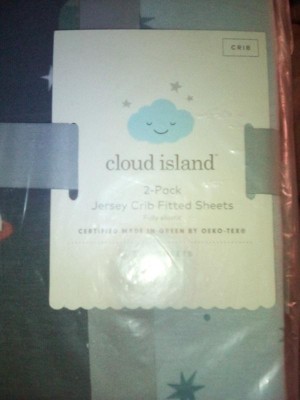 CRIB
cloud island
2-Pack
Jersey Crib Fitted Sheets
CERTIFIED MADE IN GREEN BY OEKO-TEX®